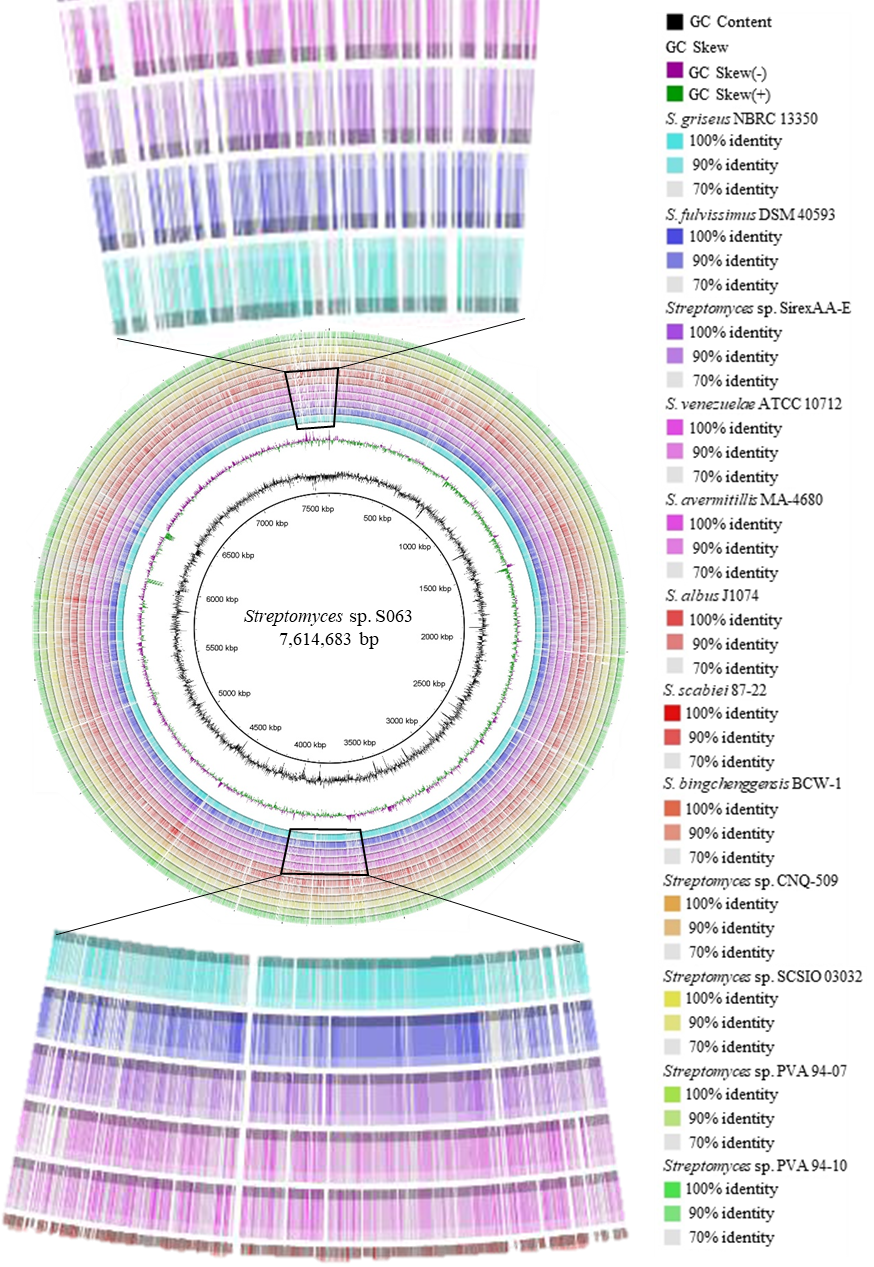 GC Content
GC Skew
GC Skew(-)
GC Skew(+)
S. griseus NBRC 13350
100% identity
90% identity
70% identity
S. fulvissimus DSM 40593
100% identity
90% identity
70% identity
Streptomyces sp. SirexAA-E
100% identity
90% identity
70% identity
S. venezuelae ATCC 10712
100% identity
90% identity
70% identity
S. avermitillis MA-4680
100% identity
90% identity
70% identity
S. albus J1074
100% identity
90% identity
70% identity
S. scabiei 87-22
100% identity
90% identity
70% identity
S. bingchenggensis BCW-1
100% identity
90% identity
70% identity
Streptomyces sp. CNQ-509
100% identity
90% identity
70% identity
Streptomyces sp. SCSIO 03032
100% identity
90% identity
70% identity
Streptomyces sp. PVA 94-07
100% identity
90% identity
70% identity
Streptomyces sp. PVA 94-10
100% identity
90% identity
70% identity
7500 kbp
500 kbp
1000 kbp
1500 kbp
2000 kbp
2500 kbp
3000 kbp
3500 kbp
4000 kbp
4500 kbp
5000 kbp
5500 kbp
6000 kbp
6500 kbp
7000 kbp
Streptomyces sp. S063
7,614,683 bp